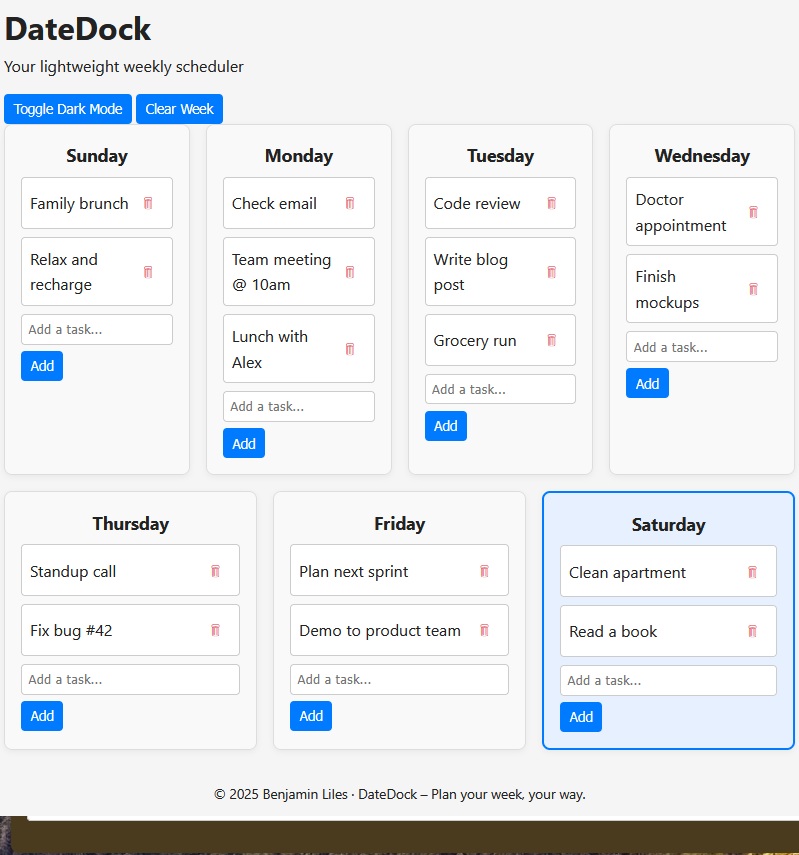 DateDock
Your lightweight weekly scheduler
Toggle Dark Mode
Clear Week
Sunday
Family brunch
Relax and
recharge
Add a task...
Add
Monday
Check email
Team meeting
@ 10am
Lunch with
Alex
Add a task...
Add
Tuesday
Code review
Write blog
post
Grocery run
Add a task...
Add
Wednesday
Doctor
appointment
Finish
mockups
Add a task...
Add
Thursday
Standup call
Fix bug #42
Add a task...
Add
Friday
Plan next sprint
Demo to product team
Add a task...
Add
Saturday
Clean apartment
Read a book
Add a task...
Add
© 2025 Benjamin Liles · DateDock – Plan your week, your way.